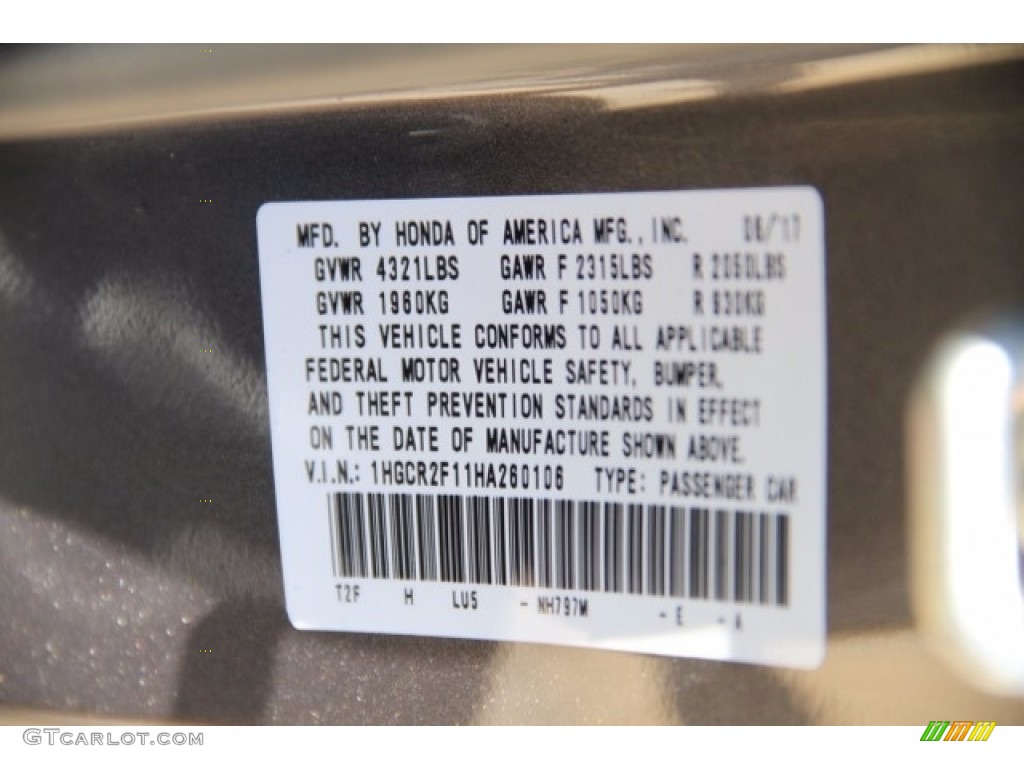 MFD. BY HONDA OF AMERICA MFG., INC. 08/17
GVWR 4321LBS GAWR F 2315LBS R 2050LBS
GVWR 1960KG GAWR F 1050KG R 930KG
THIS VEHICLE CONFORMS TO ALL APPLICABLE
FEDERAL MOTOR VEHICLE SAFETY, BUMPER,
AND THEFT PREVENTION STANDARDS IN EFFECT
ON THE DATE OF MANUFACTURE SHOWN ABOVE.
V.I.N.: 1HGCR2F11HA260106 TYPE: PASSENGER CAR
T2F H LU5 - NH797M - E - A
GTCarLot.com